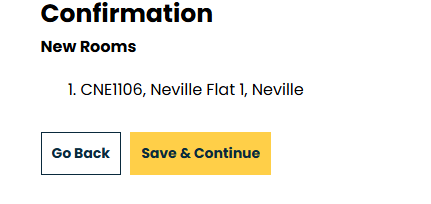 Confirmation
New Rooms
1. CNE1106, Neville Flat 1, Neville
Go Back
Save & Continue